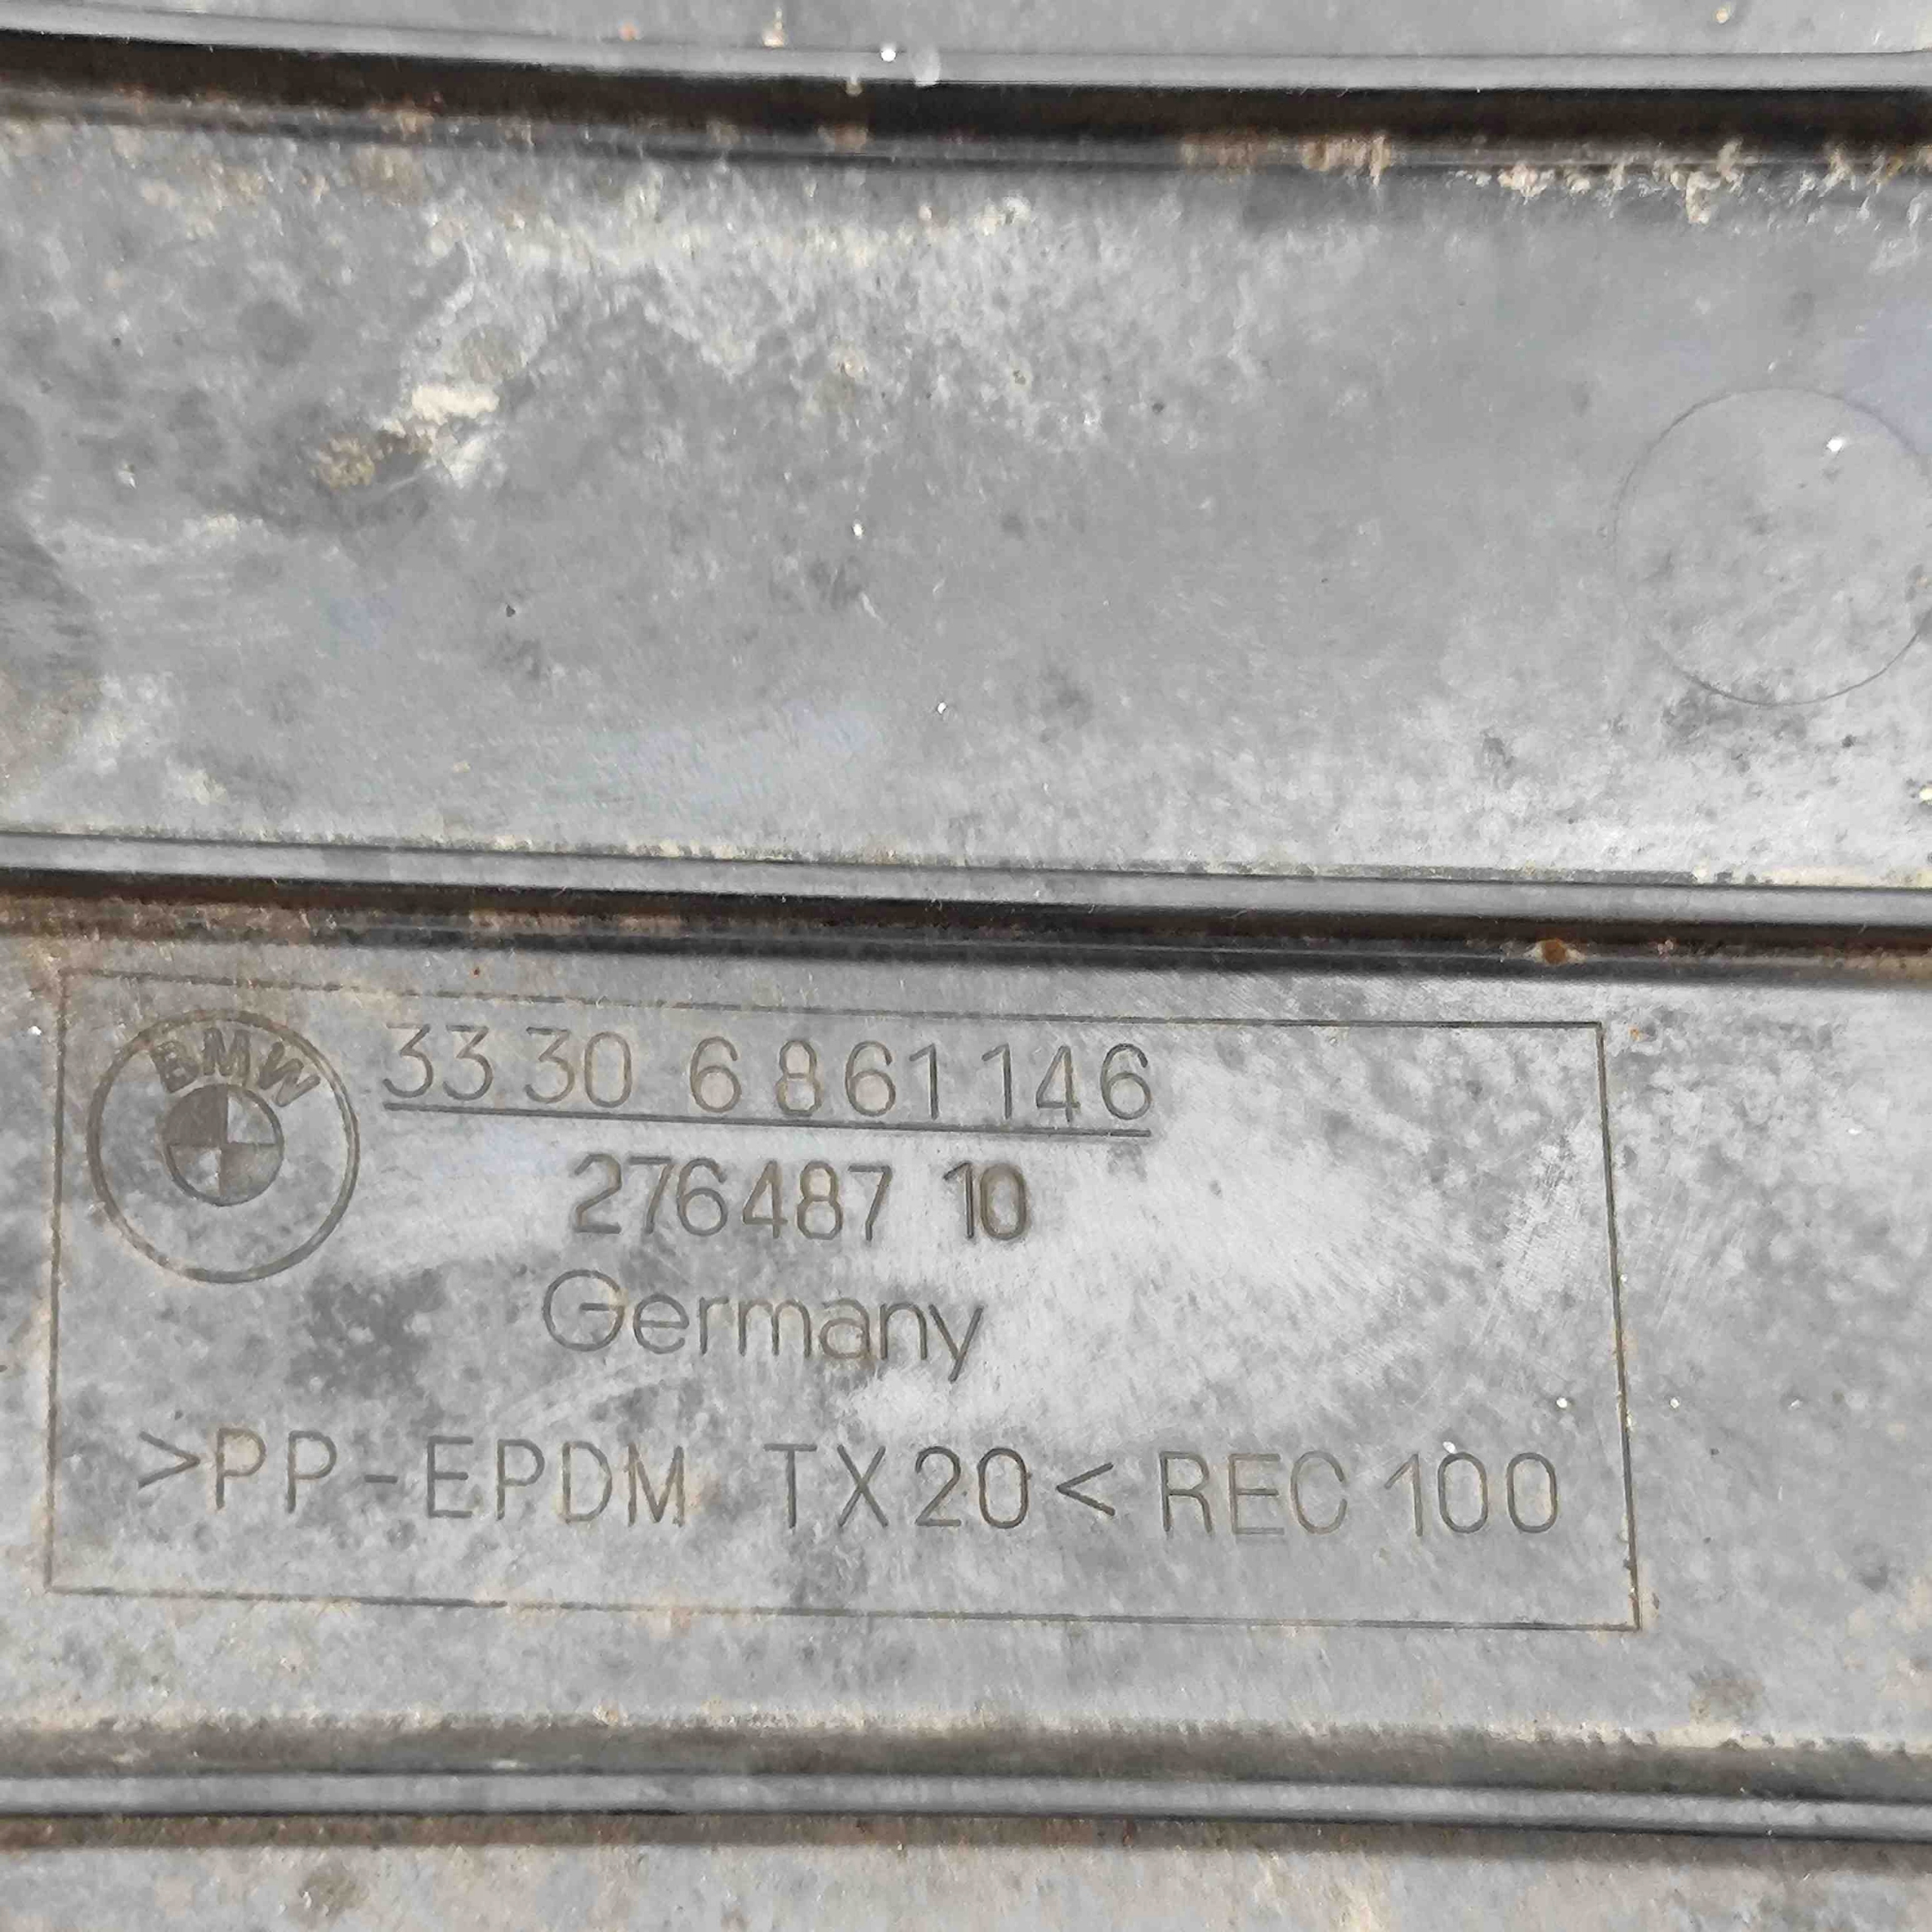 BMW
33 30 6 861 146
276487 10
Germany
>PP-EPDM TX20< REC 100